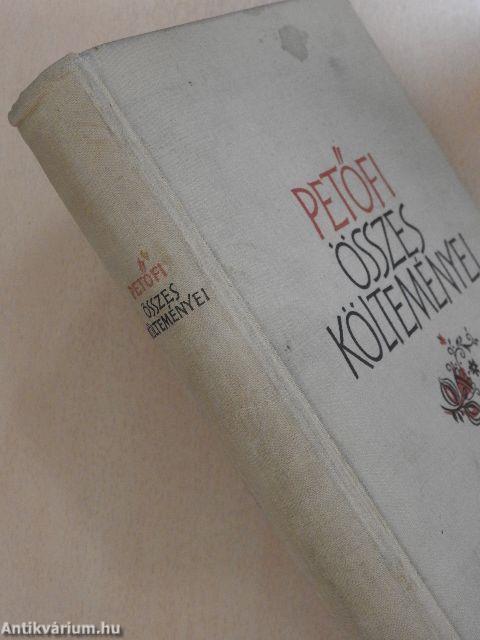 PETŐFI
ÖSSZES
KÖLTEMÉNYEI
PETŐFI
ÖSSZES
KÖLTEMÉNYEI
Antikvárium.hu